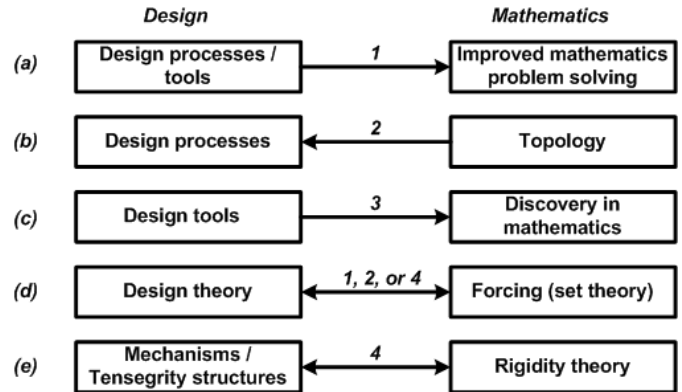 Design Mathematics
(a) Design processes / 1 Improved mathematics
tools problem solving
(b) Design processes 2 Topology
(c) Design tools 3 Discovery in
mathematics
(d) Design theory 1, 2, or 4 Forcing (set theory)
(e) Mechanisms / 4 Rigidity theory
Tensegrity structures